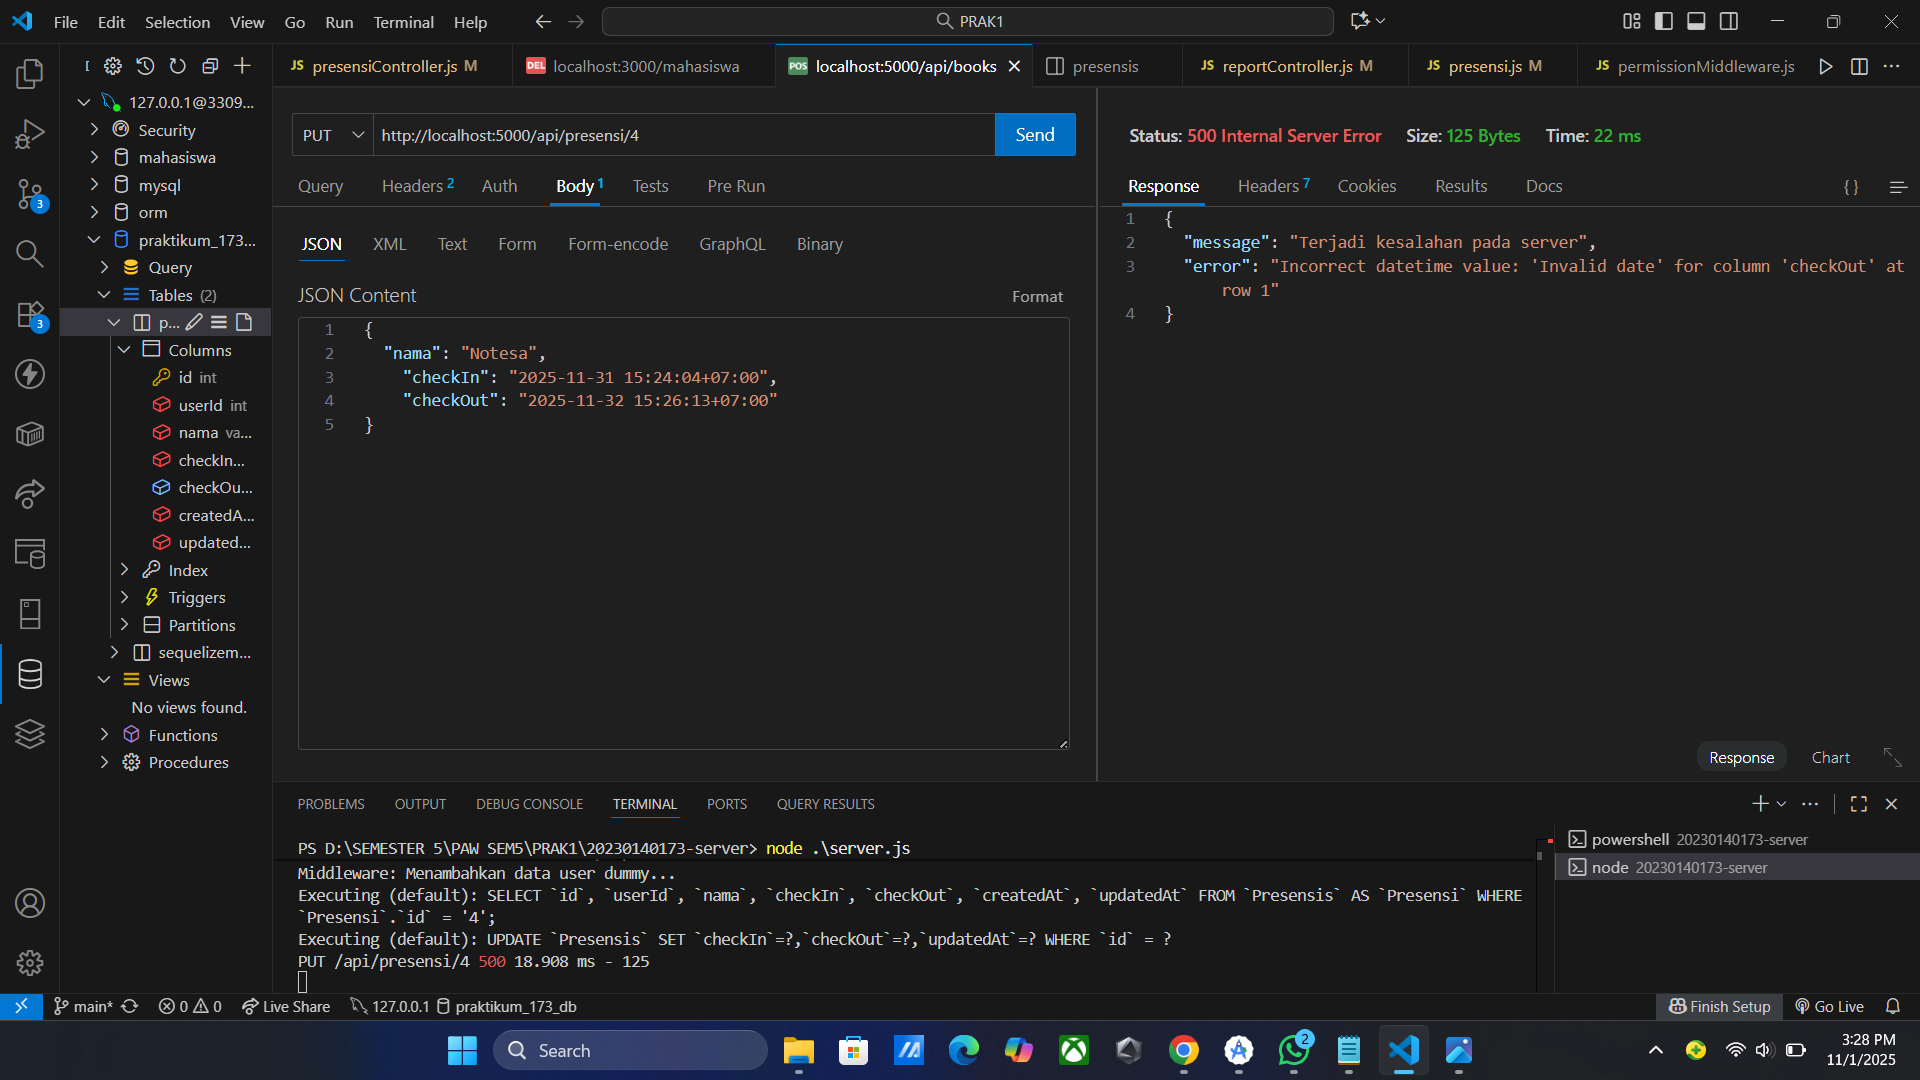 File Edit Selection View Go Run Terminal Help
PRAK1
JS presensiController.js M
DEL localhost:3000/mahasiswa
POS localhost:5000/api/books
presensis
JS reportController.js M
JS presensi.js M
JS permissionMiddleware.js
127.0.0.1@3309...
Security
mahasiswa
mysql
orm
praktikum_173...
Query
Tables (2)
p...
Columns
id int
userId int
nama va...
checkIn...
checkOu...
createdA...
updated...
Index
Triggers
Partitions
sequelizem...
Views
No views found.
Functions
Procedures
3
3
PUT http://localhost:5000/api/presensi/4 Send
Query Headers 2 Auth Body 1 Tests Pre Run
JSON XML Text Form Form-encode GraphQL Binary
JSON Content Format
1 {
2 "nama": "Notesa",
3 "checkIn": "2025-11-31 15:24:04+07:00",
4 "checkOut": "2025-11-32 15:26:13+07:00"
5 }
Status: 500 Internal Server Error Size: 125 Bytes Time: 22 ms
Response Headers 7 Cookies Results Docs { }
1 {
2 "message": "Terjadi kesalahan pada server",
3 "error": "Incorrect datetime value: 'Invalid date' for column 'checkOut' at
row 1"
4 }
Response Chart
PROBLEMS OUTPUT DEBUG CONSOLE TERMINAL PORTS QUERY RESULTS
PS D:\SEMESTER 5\PAW SEM5\PRAK1\20230140173-server> node .\server.js
Middleware: Menambahkan data user dummy...
Executing (default): SELECT `id`, `userId`, `nama`, `checkIn`, `checkOut`, `createdAt`, `updatedAt` FROM `Presensis` AS `Presensi` WHERE
`Presensi`.`id` = '4';
Executing (default): UPDATE `Presensis` SET `checkIn`=?,`checkOut`=?,`updatedAt`=? WHERE `id` = ?
PUT /api/presensi/4 500 18.908 ms - 125
powershell 20230140173-server
node 20230140173-server
main* 0 0 Live Share 127.0.0.1 praktikum_173_db Finish Setup Go Live
Search
2
3:28 PM
11/1/2025